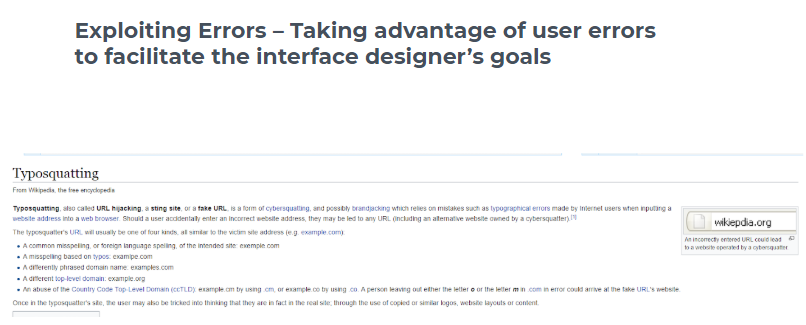 Exploiting Errors – Taking advantage of user errors
to facilitate the interface designer's goals
Typosquatting
From Wikipedia, the free encyclopedia
Typosquatting, also called URL hijacking, a sting site, or a fake URL, is a form of cybersquatting, and possibly brandjacking which relies on mistakes such as typographical errors made by Internet users when inputting a
website address into a web browser. Should a user accidentally enter an incorrect website address, they may be led to any URL (including an alternative website owned by a cybersquatter).[1]
The typosquatter's URL will usually be one of four kinds, all similar to the victim site address (e.g. example.com):
• A common misspelling, or foreign language spelling, of the intended site: exemple.com
• A misspelling based on typos: examlpe.com
• A differently phrased domain name: examples.com
• A different top-level domain: example.org
• An abuse of the Country Code Top-Level Domain (ccTLD): example.cm by using .cm, or example.co by using .co. A person leaving out either the letter o or the letter m in .com in error could arrive at the fake URL's website.
Once in the typosquatter's site, the user may also be tricked into thinking that they are in fact in the real site, through the use of copied or similar logos, website layouts or content.
wikiepdia.org
An incorrectly entered URL could lead
to a website operated by a cybersquatter